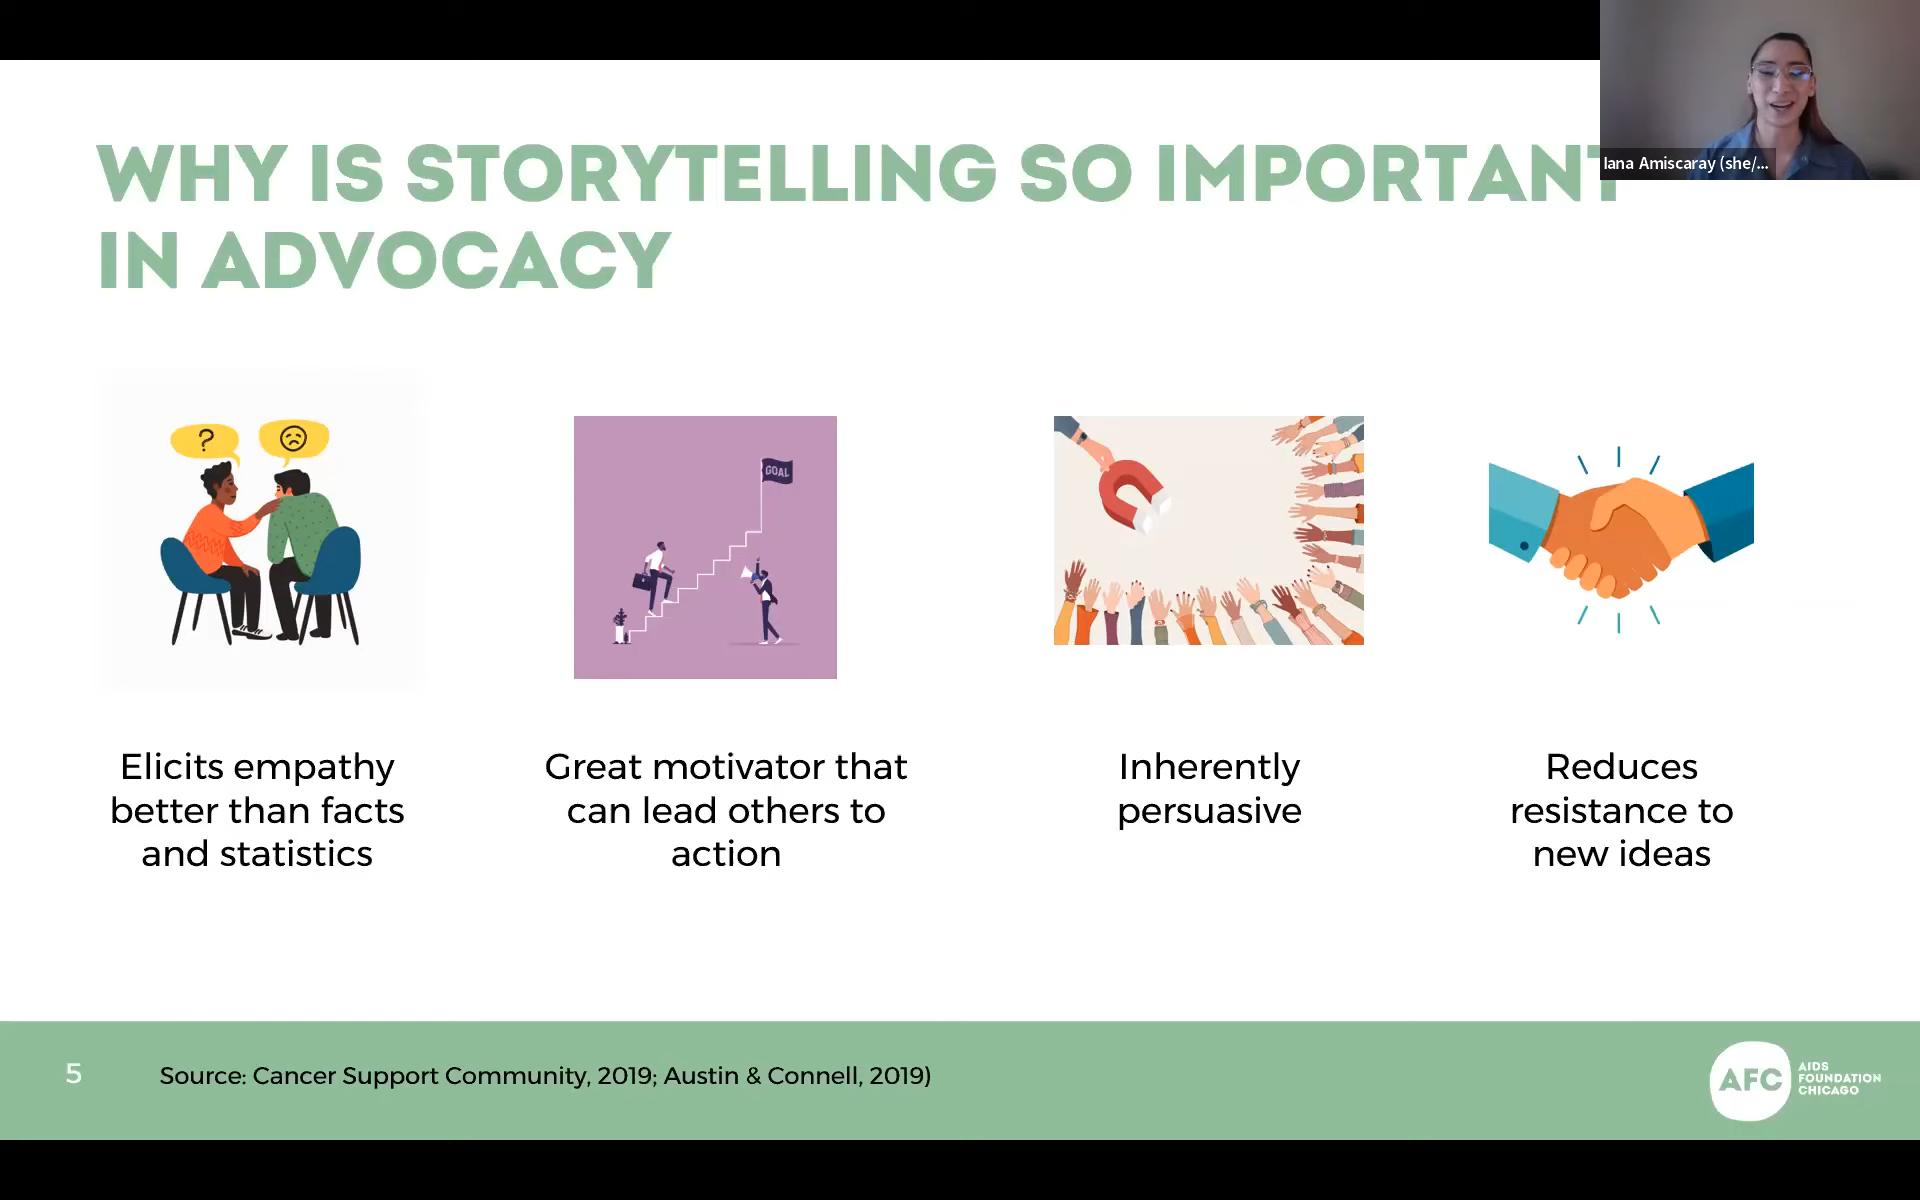 WHY IS STORYTELLING SO IMPORTANT
IN ADVOCACY
Iana Amiscaray (she/...
?
GOAL
Elicits empathy
better than facts
and statistics
Great motivator that
can lead others to
action
Inherently
persuasive
Reduces
resistance to
new ideas
5
Source: Cancer Support Community, 2019; Austin & Connell, 2019)
AFC
AIDS
FOUNDATION
CHICAGO